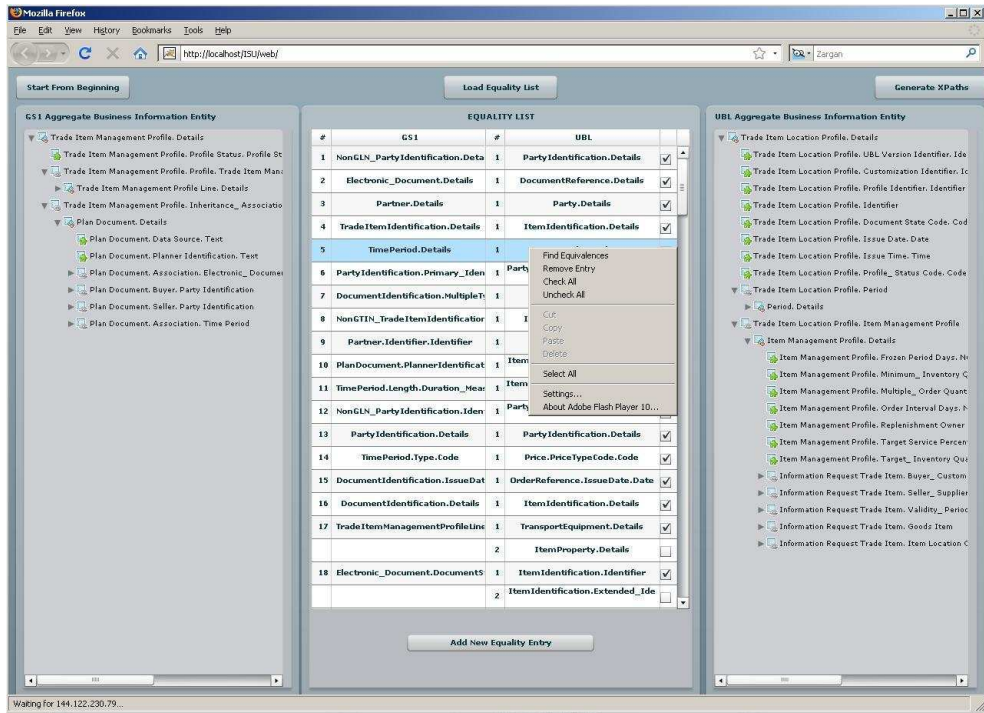 Mozilla Firefox
File Edit View History Bookmarks Tools Help
http://localhost/ISU/web/
Zargan
Start From Beginning
Load Equality List
Generate XPaths
GS1 Aggregate Business Information Entity
Trade Item Management Profile. Details
Trade Item Management Profile. Profile Status. Profile St
Trade Item Management Profile. Profile. Trade Item Mana
Trade Item Management Profile Line. Details
Trade Item Management Profile. Inheritance_ Associatio
Plan Document. Details
Plan Document. Data Source. Text
Plan Document. Planner Identification. Text
Plan Document. Association. Electronic_ Documen
Plan Document. Buyer. Party Identification
Plan Document. Seller. Party Identification
Plan Document. Association. Time Period
EQUALITY LIST
# GS1 # UBL
1 NonGLN_PartyIdentification.Deta 1 PartyIdentification.Details
2 Electronic_Document.Details 1 DocumentReference.Details
3 Partner.Details 1 Party.Details
4 TradeItemIdentification.Details 1 ItemIdentification.Details
5 TimePeriod.Details 1
6 PartyIdentification.Primary_Iden 1 Party
7 DocumentIdentification.MultipleTy 1
8 NonGTIN_TradeItemIdentification 1 I
9 Partner.Identifier.Identifier 1
10 PlanDocument.PlannerIdentificat 1 Item
11 TimePeriod.Length.Duration_Meas 1 Item
12 NonGLN_PartyIdentification.Iden 1 Party
13 PartyIdentification.Details 1 PartyIdentification.Details
14 TimePeriod.Type.Code 1 Price.PriceTypeCode.Code
15 DocumentIdentification.IssueDat 1 OrderReference.IssueDate.Date
16 DocumentIdentification.Details 1 ItemIdentification.Details
17 TradeItemManagementProfileLine 1 TransportEquipment.Details
2 ItemProperty.Details
18 Electronic_Document.DocumentS 1 ItemIdentification.Identifier
2 ItemIdentification.Extended_Ide
Find Equivalences
Remove Entry
Check All
Uncheck All
Cut
Copy
Paste
Delete
Select All
Settings...
About Adobe Flash Player 10...
Add New Equality Entry
UBL Aggregate Business Information Entity
Trade Item Location Profile. Details
Trade Item Location Profile. UBL Version Identifier. Ide
Trade Item Location Profile. Customization Identifier. Ic
Trade Item Location Profile. Profile Identifier. Identifier
Trade Item Location Profile. Identifier
Trade Item Location Profile. Document State Code. Cod
Trade Item Location Profile. Issue Date. Date
Trade Item Location Profile. Issue Time. Time
Trade Item Location Profile. Profile_ Status Code. Code
Trade Item Location Profile. Period
Period. Details
Trade Item Location Profile. Item Management Profile
Item Management Profile. Details
Item Management Profile. Frozen Period Days. N
Item Management Profile. Minimum_ Inventory Q
Item Management Profile. Multiple_ Order Quant
Item Management Profile. Order Interval Days. N
Item Management Profile. Replenishment Owner
Item Management Profile. Target Service Percen
Item Management Profile. Target_ Inventory Qua
Information Request Trade Item. Buyer_ Custom
Information Request Trade Item. Seller_ Supplier
Information Request Trade Item. Validity_ Period
Information Request Trade Item. Goods Item
Information Request Trade Item. Item Location Q
Waiting for 144.122.230.79...